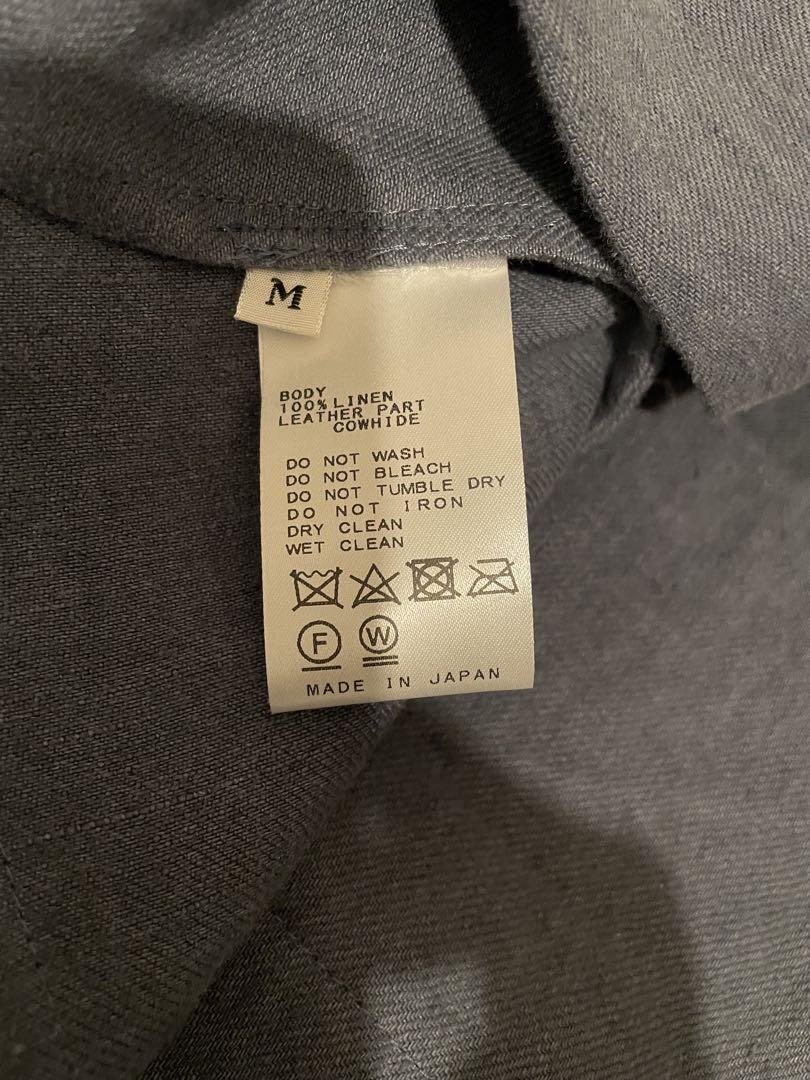 M
BODY
100% LINEN
LEATHER PART
COWHIDE
DO NOT WASH
DO NOT BLEACH
DO NOT TUMBLE DRY
DO NOT IRON
DRY CLEAN
WET CLEAN
F W
MADE IN JAPAN